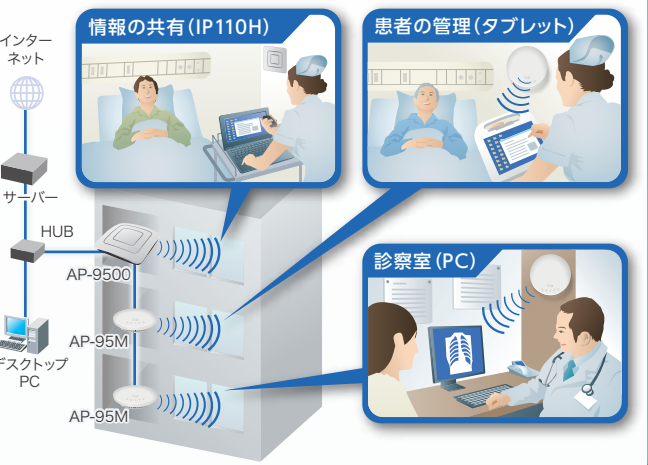 情報の共有(IP110H)
患者の管理(タブレット)
インター
ネット
サーバー
HUB
AP-9500
診察室(PC)
AP-95M
デスクトップ
PC
AP-95M